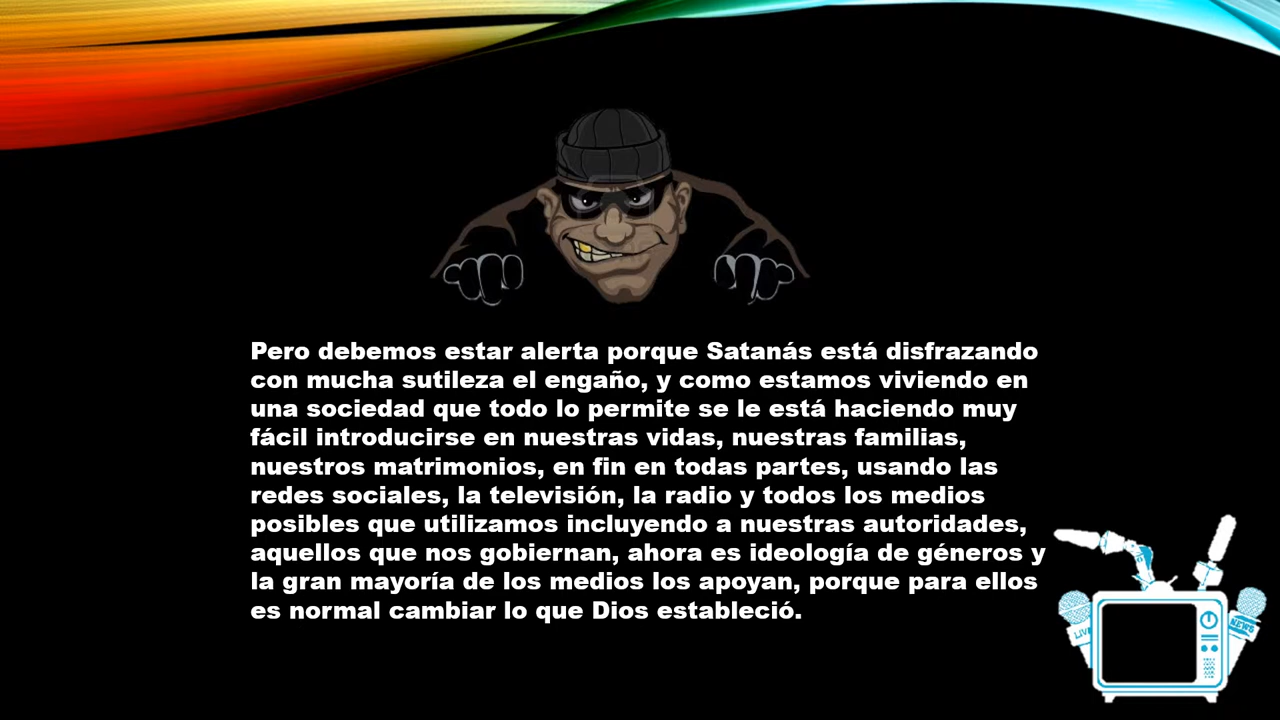 Pero debemos estar alerta porque Satanás está disfrazando
con mucha sutileza el engaño, y como estamos viviendo en
una sociedad que todo lo permite se le está haciendo muy
fácil introducirse en nuestras vidas, nuestras familias,
nuestros matrimonios, en fin en todas partes, usando las
redes sociales, la televisión, la radio y todos los medios
posibles que utilizamos incluyendo a nuestras autoridades,
aquellos que nos gobiernan, ahora es ideología de géneros y
la gran mayoría de los medios los apoyan, porque para ellos
es normal cambiar lo que Dios estableció.
LIVE
NEWS